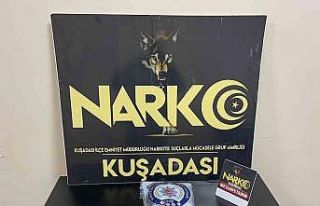 NARKO
KUŞADASI İLÇE EMNİYET MÜDÜRLÜĞÜ NARKOTİK SUÇLARLA MÜCADELE GRUP AMİRLİĞİ
KUŞADASI
NARKO